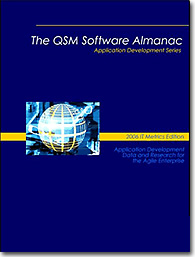 The QSM Software Almanac
Application Development Series
2006 IT Metrics Edition
Application Development
Data and Research for
the Agile Enterprise